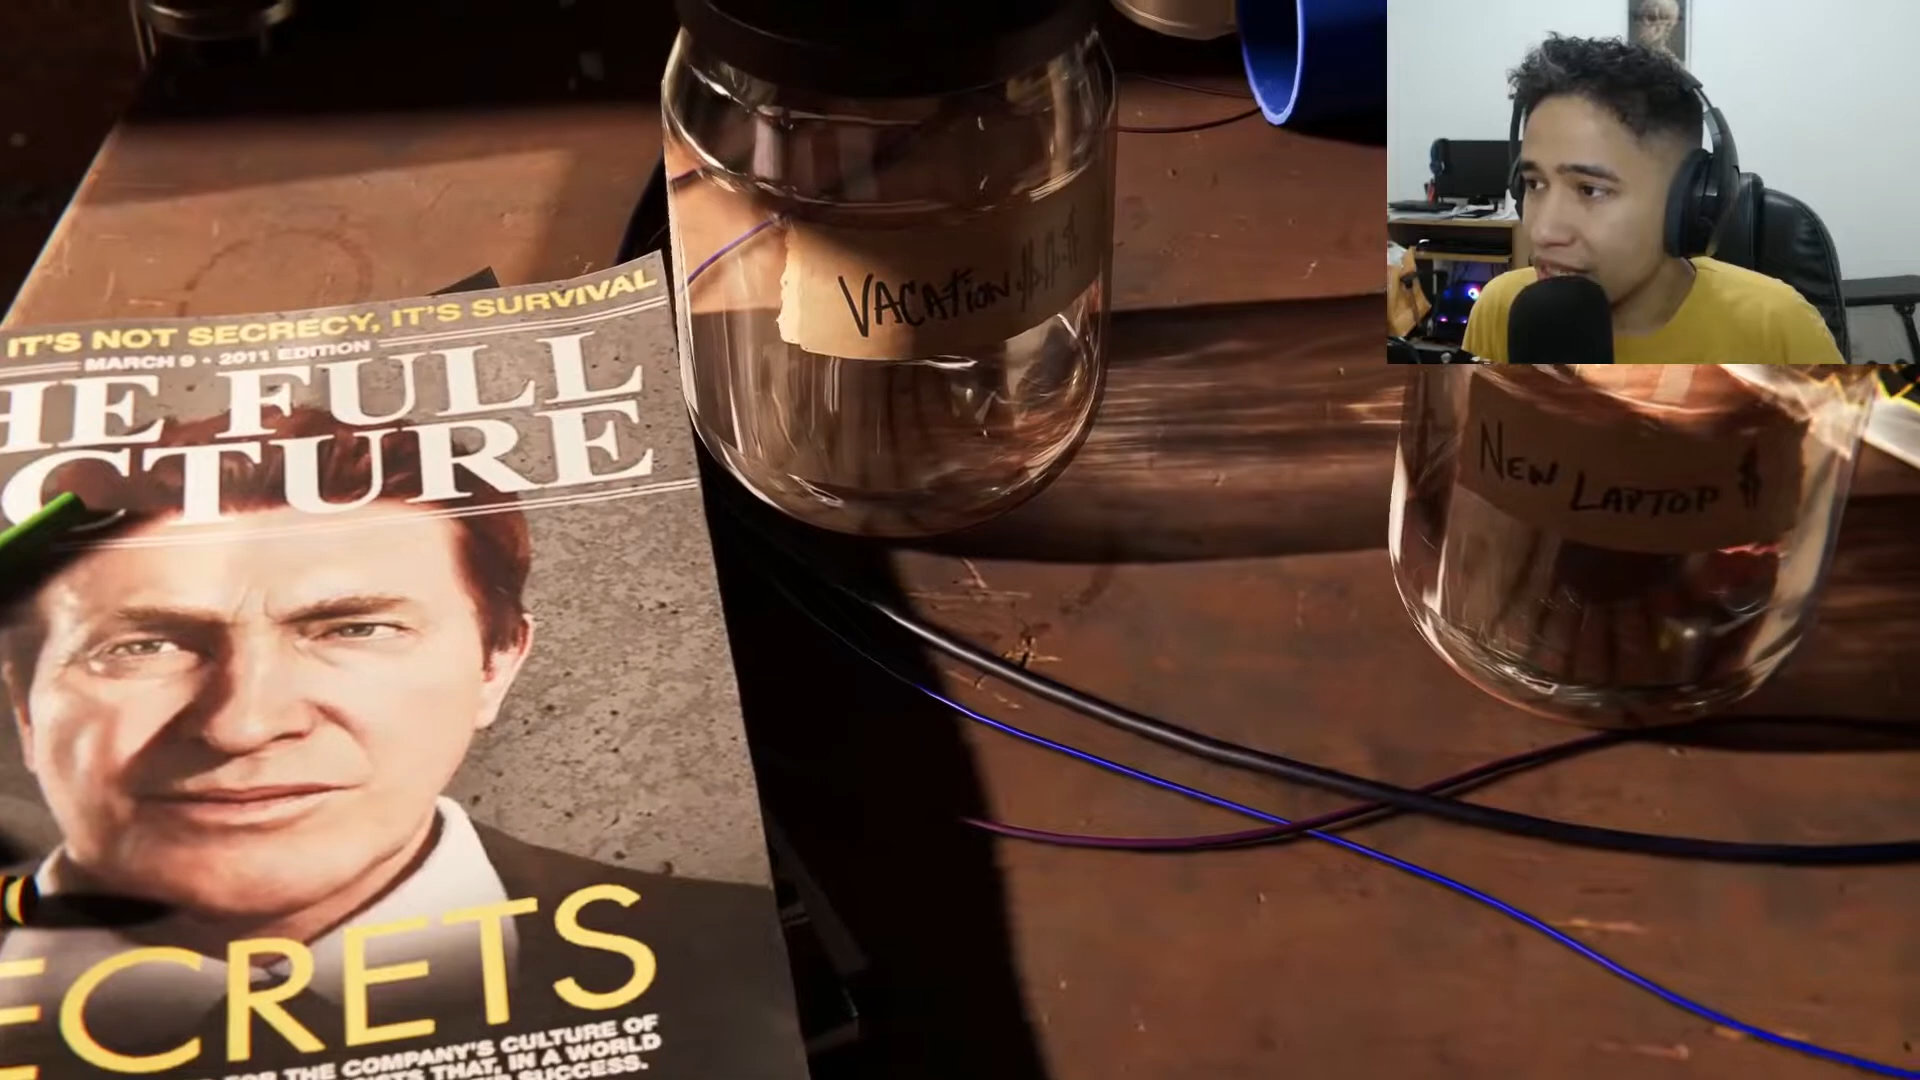 IT'S NOT SECRECY, IT'S SURVIVAL
MARCH 9 • 2011 EDITION
HE FULL
CTURE
ECRETS
FOR THE COMPANY'S CULTURE OF
THAT, IN A WORLD
SUCCESS.
VACATION $$$
NEW LAPTOP $